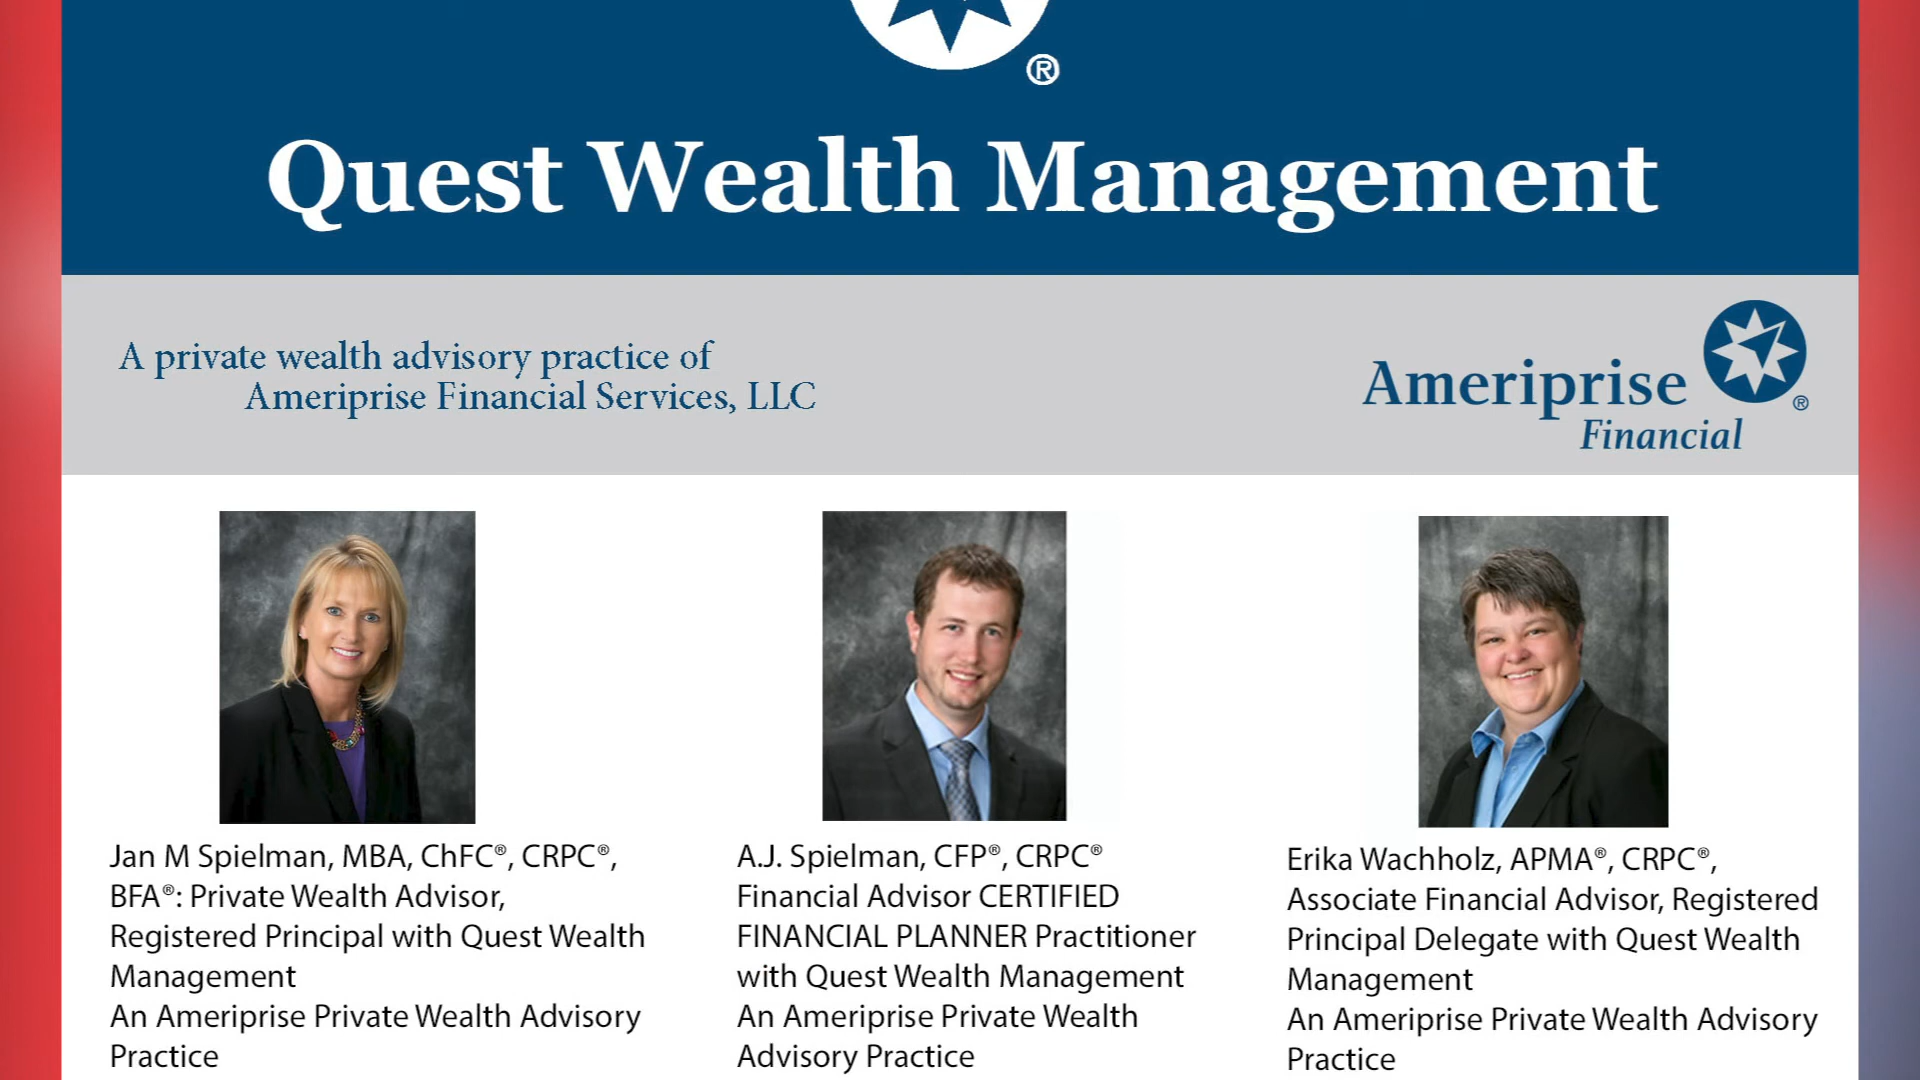 ®
Quest Wealth Management
A private wealth advisory practice of
Ameriprise Financial Services, LLC
Ameriprise
®
Financial
Jan M Spielman, MBA, ChFC®, CRPC®,
BFA®: Private Wealth Advisor,
Registered Principal with Quest Wealth
Management
An Ameriprise Private Wealth Advisory
Practice
A.J. Spielman, CFP®, CRPC®
Financial Advisor CERTIFIED
FINANCIAL PLANNER Practitioner
with Quest Wealth Management
An Ameriprise Private Wealth
Advisory Practice
Erika Wachholz, APMA®, CRPC®,
Associate Financial Advisor, Registered
Principal Delegate with Quest Wealth
Management
An Ameriprise Private Wealth Advisory
Practice